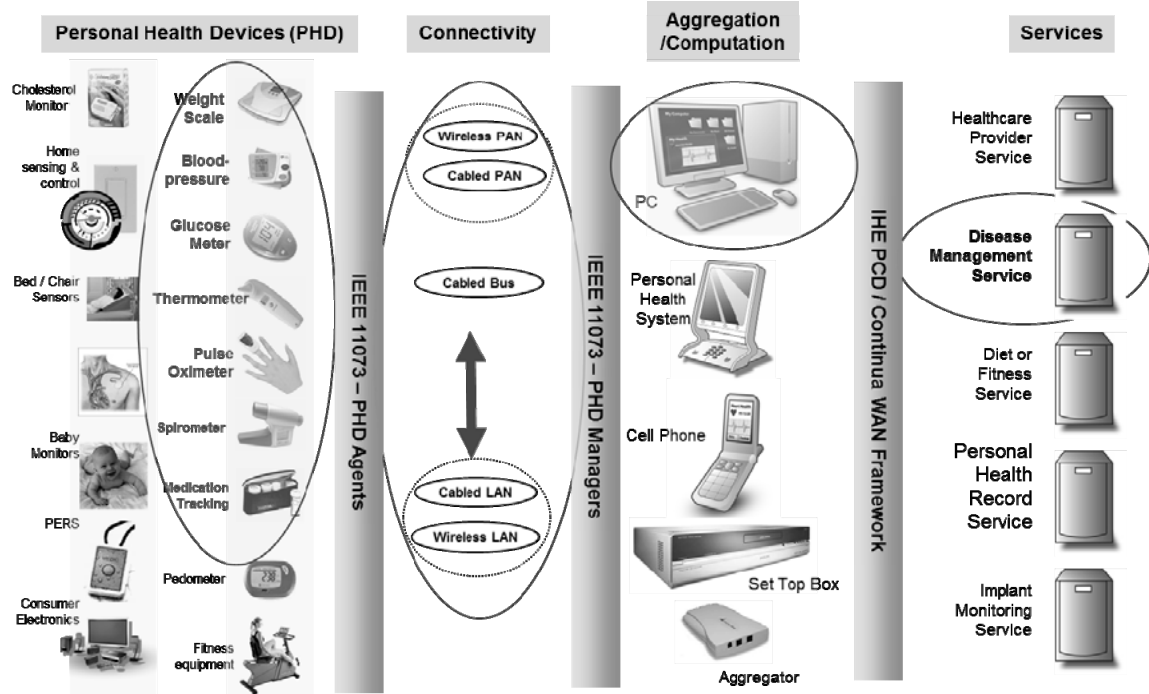 Personal Health Devices (PHD)
Connectivity
Aggregation
/Computation
Services
Cholesterol
Monitor
Home
sensing &
control
Bed / Chair
Sensors
Baby
Monitors
PERS
Consumer
Electronics
Weight
Scale
Blood-
pressure
Glucose
Meter
Thermometer
Pulse
Oximeter
Spirometer
Medication
Tracking
Pedometer
Fitness
equipment
IEEE 11073 – PHD Agents
Wireless PAN
Cabled PAN
Cabled Bus
Cabled LAN
Wireless LAN
IEEE 11073 – PHD Managers
PC
Personal
Health
System
Cell Phone
Set Top Box
Aggregator
IHE PCD / Continua WAN Framework
Healthcare
Provider
Service
Disease
Management
Service
Diet or
Fitness
Service
Personal
Health
Record
Service
Implant
Monitoring
Service